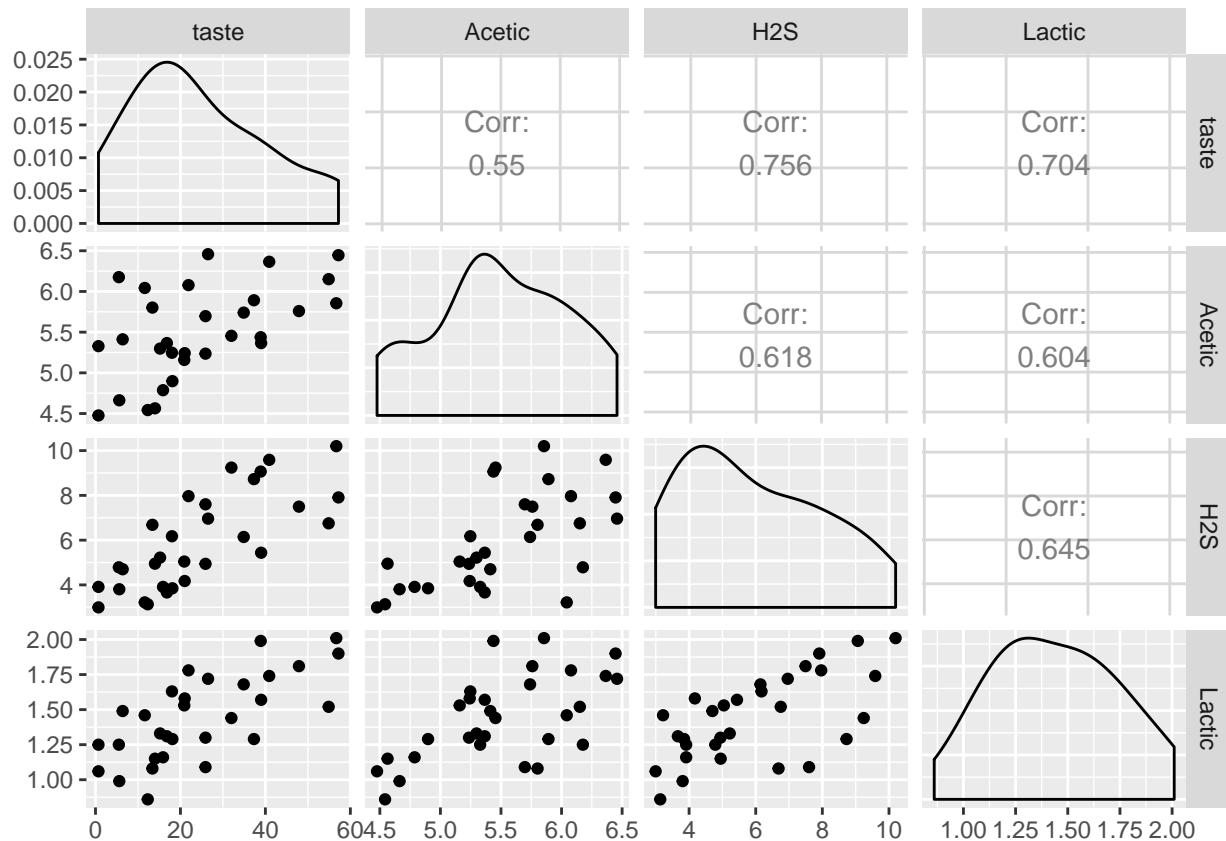 taste Acetic H2S Lactic
0.025
0.020
0.015
0.010
0.005
0.000
Corr:
0.55
Corr:
0.756
Corr:
0.704
taste
6.5
6.0
5.5
5.0
4.5
Corr:
0.618
Corr:
0.604
Acetic
10
8
6
4
Corr:
0.645
H2S
2.00
1.75
1.50
1.25
1.00
Lactic
0 20 40 60 4.5 5.0 5.5 6.0 6.5 4 6 8 10 1.00 1.25 1.50 1.75 2.00